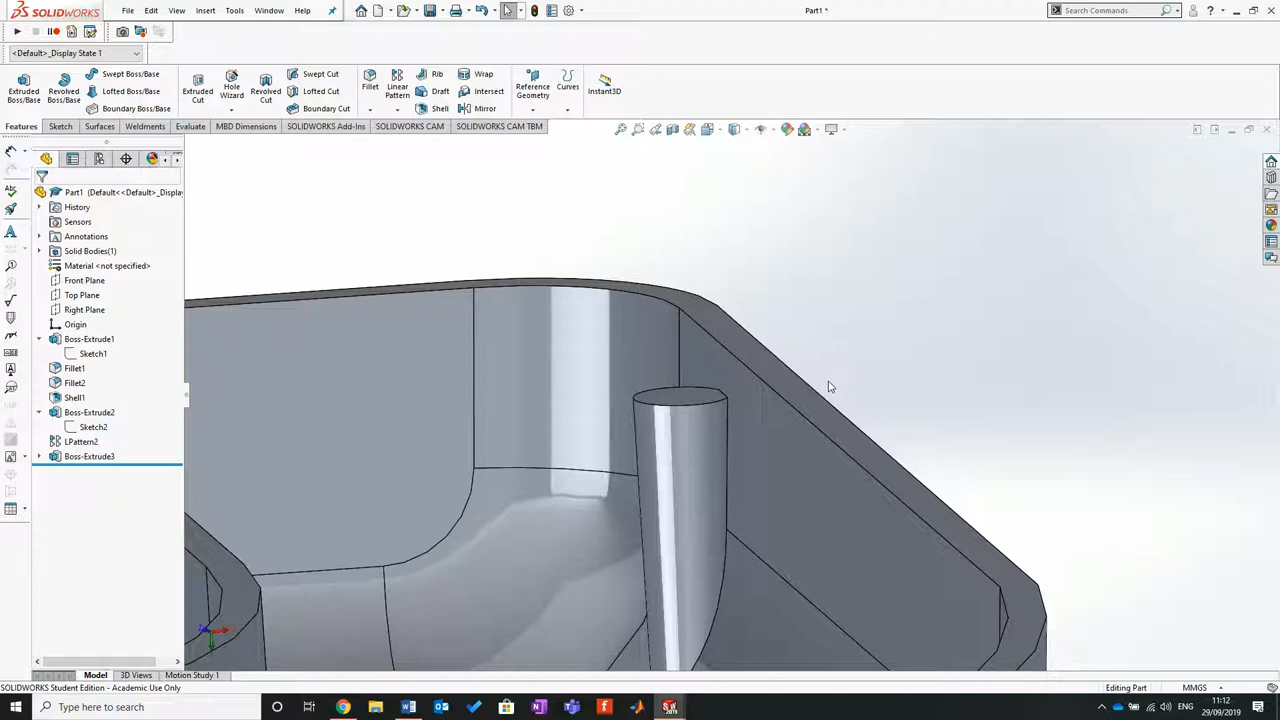 SOLIDWORKS File Edit View Insert Tools Window Help Part1 * Search Commands
<Default>_Display State 1
Extruded Boss/Base Revolved Boss/Base Swept Boss/Base Lofted Boss/Base Boundary Boss/Base Extruded Cut Hole Wizard Revolved Cut Swept Cut Lofted Cut Boundary Cut Fillet Linear Pattern Rib Draft Shell Wrap Intersect Mirror Reference Geometry Curves Instant3D
Features Sketch Surfaces Weldments Evaluate MBD Dimensions SOLIDWORKS Add-Ins SOLIDWORKS CAM SOLIDWORKS CAM TBM
Part1 (Default<<Default>_Display
History
Sensors
Annotations
Solid Bodies(1)
Material <not specified>
Front Plane
Top Plane
Right Plane
Origin
Boss-Extrude1
Sketch1
Fillet1
Fillet2
Shell1
Boss-Extrude2
Sketch2
LPattern2
Boss-Extrude3
Model 3D Views Motion Study 1
SOLIDWORKS Student Edition - Academic Use Only Editing Part MMGS
Type here to search ENG 11:12
29/09/2019